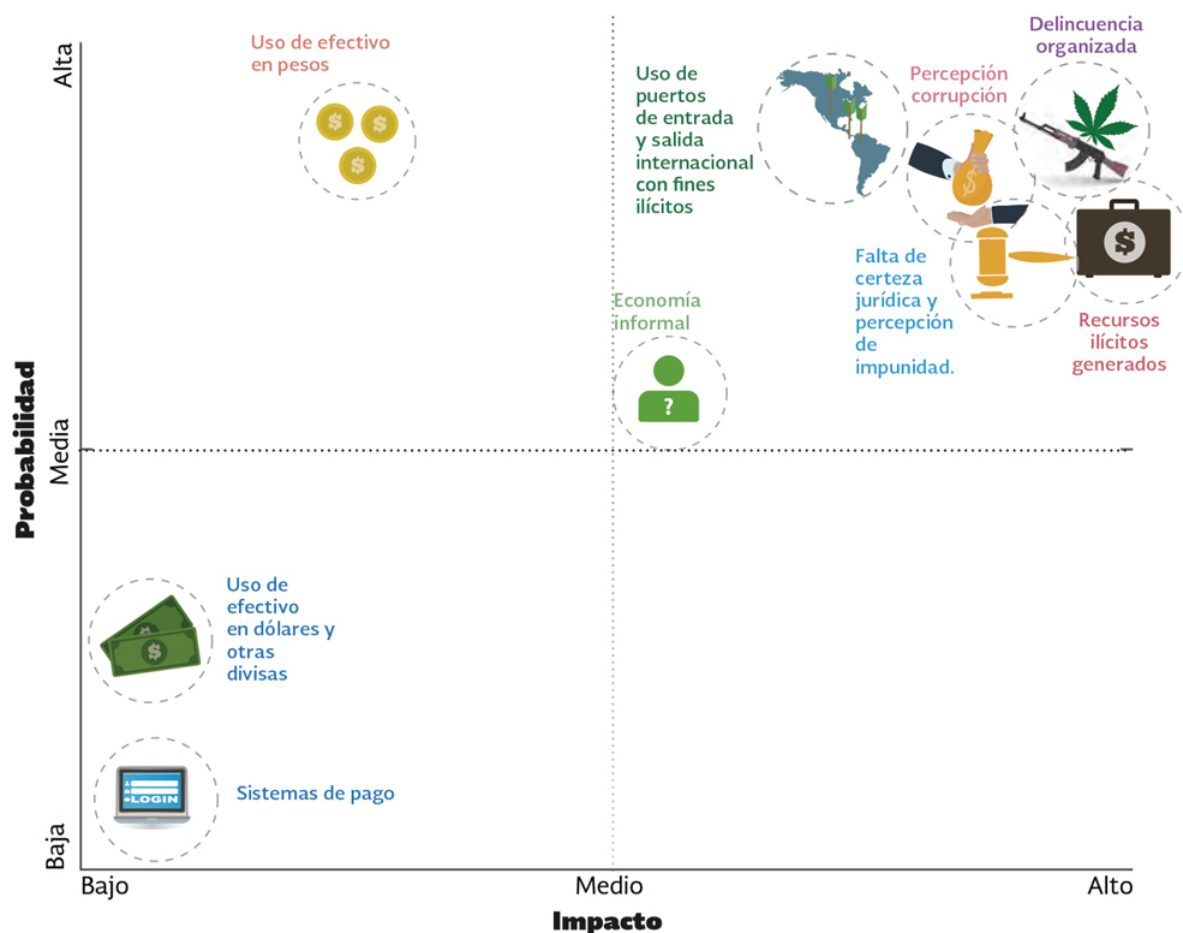 Uso de efectivo
en pesos
Delincuencia
organizada
Uso de
puertos
de entrada
y salida
internacional
con fines
ilícitos
Percepción
corrupción
Falta de
certeza
jurídica y
percepción
de
impunidad.
Recursos
ilícitos
generados
Economía
informal
?
Uso de
efectivo
en dólares y
otras
divisas
LOGIN
Sistemas de pago
Alta
Media
Baja
Probabilidad
Bajo
Medio
Alto
Impacto
$
$
$
$
$
$
$